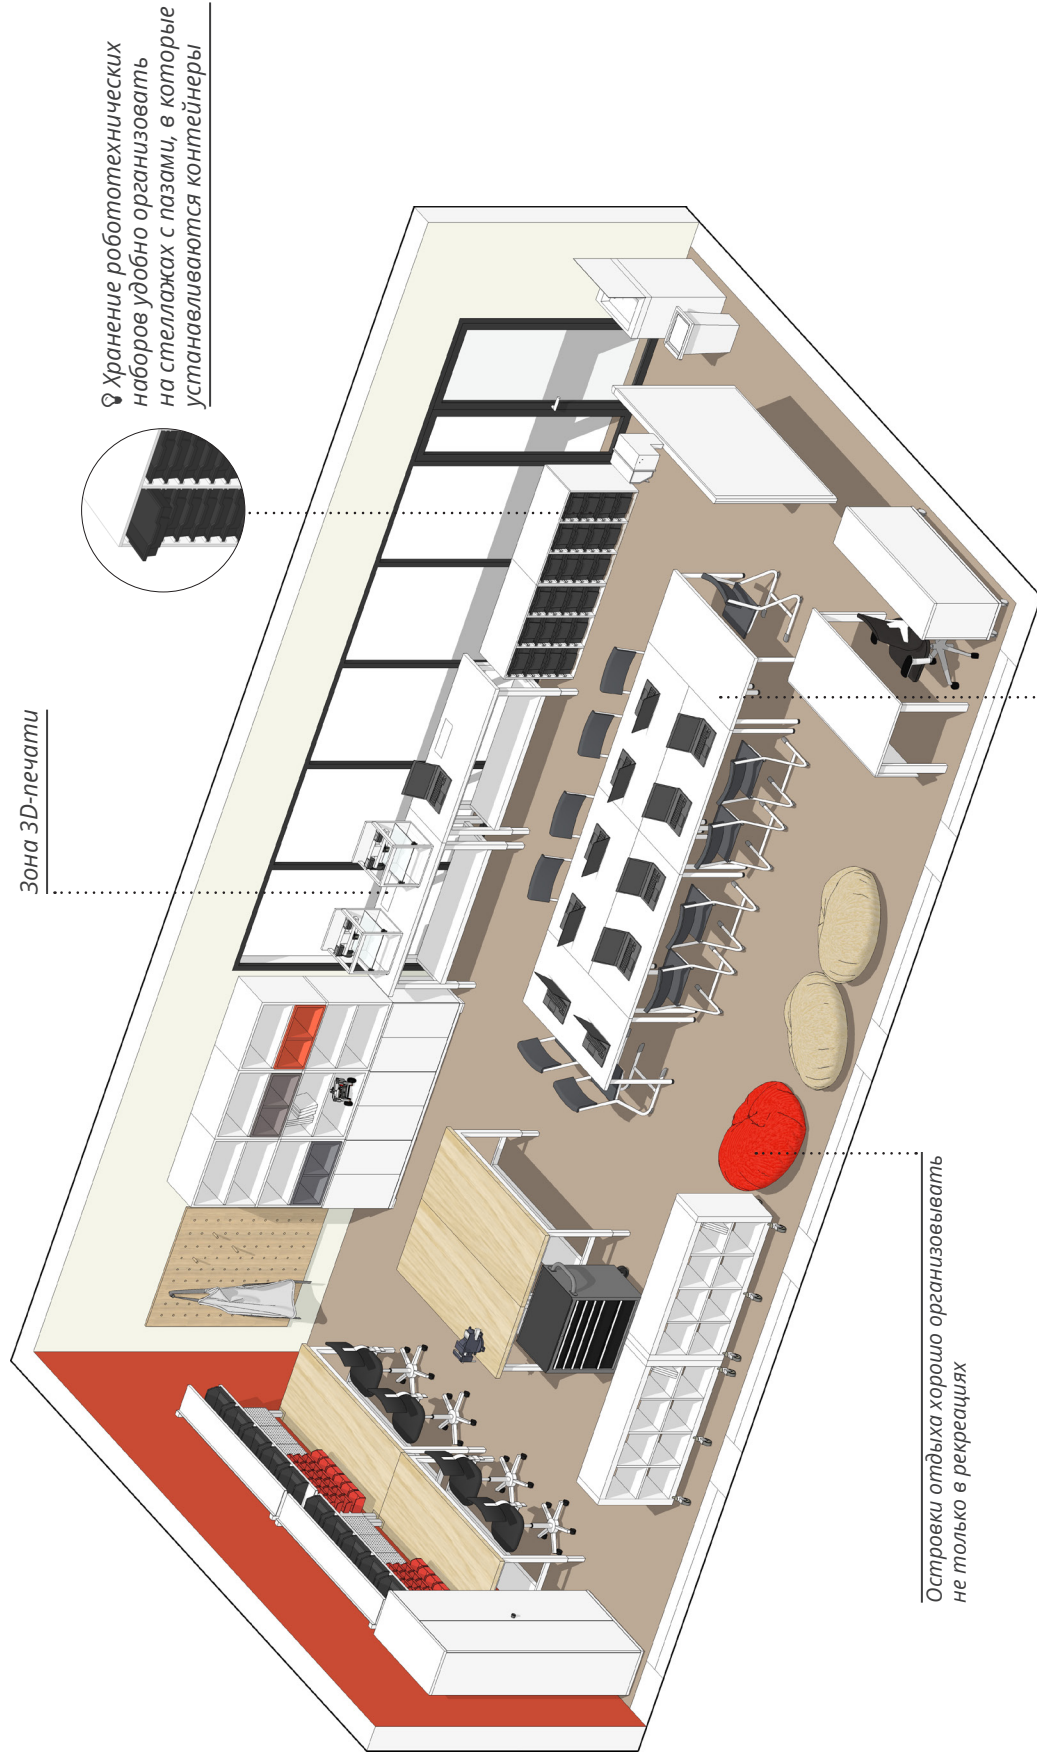 Хранение робототехнических
наборов удобно организовать
на стеллажах с пазами, в которые
устанавливаются контейнеры
Зона 3D-печати
Островки отдыха хорошо организовывать
не только в рекреациях